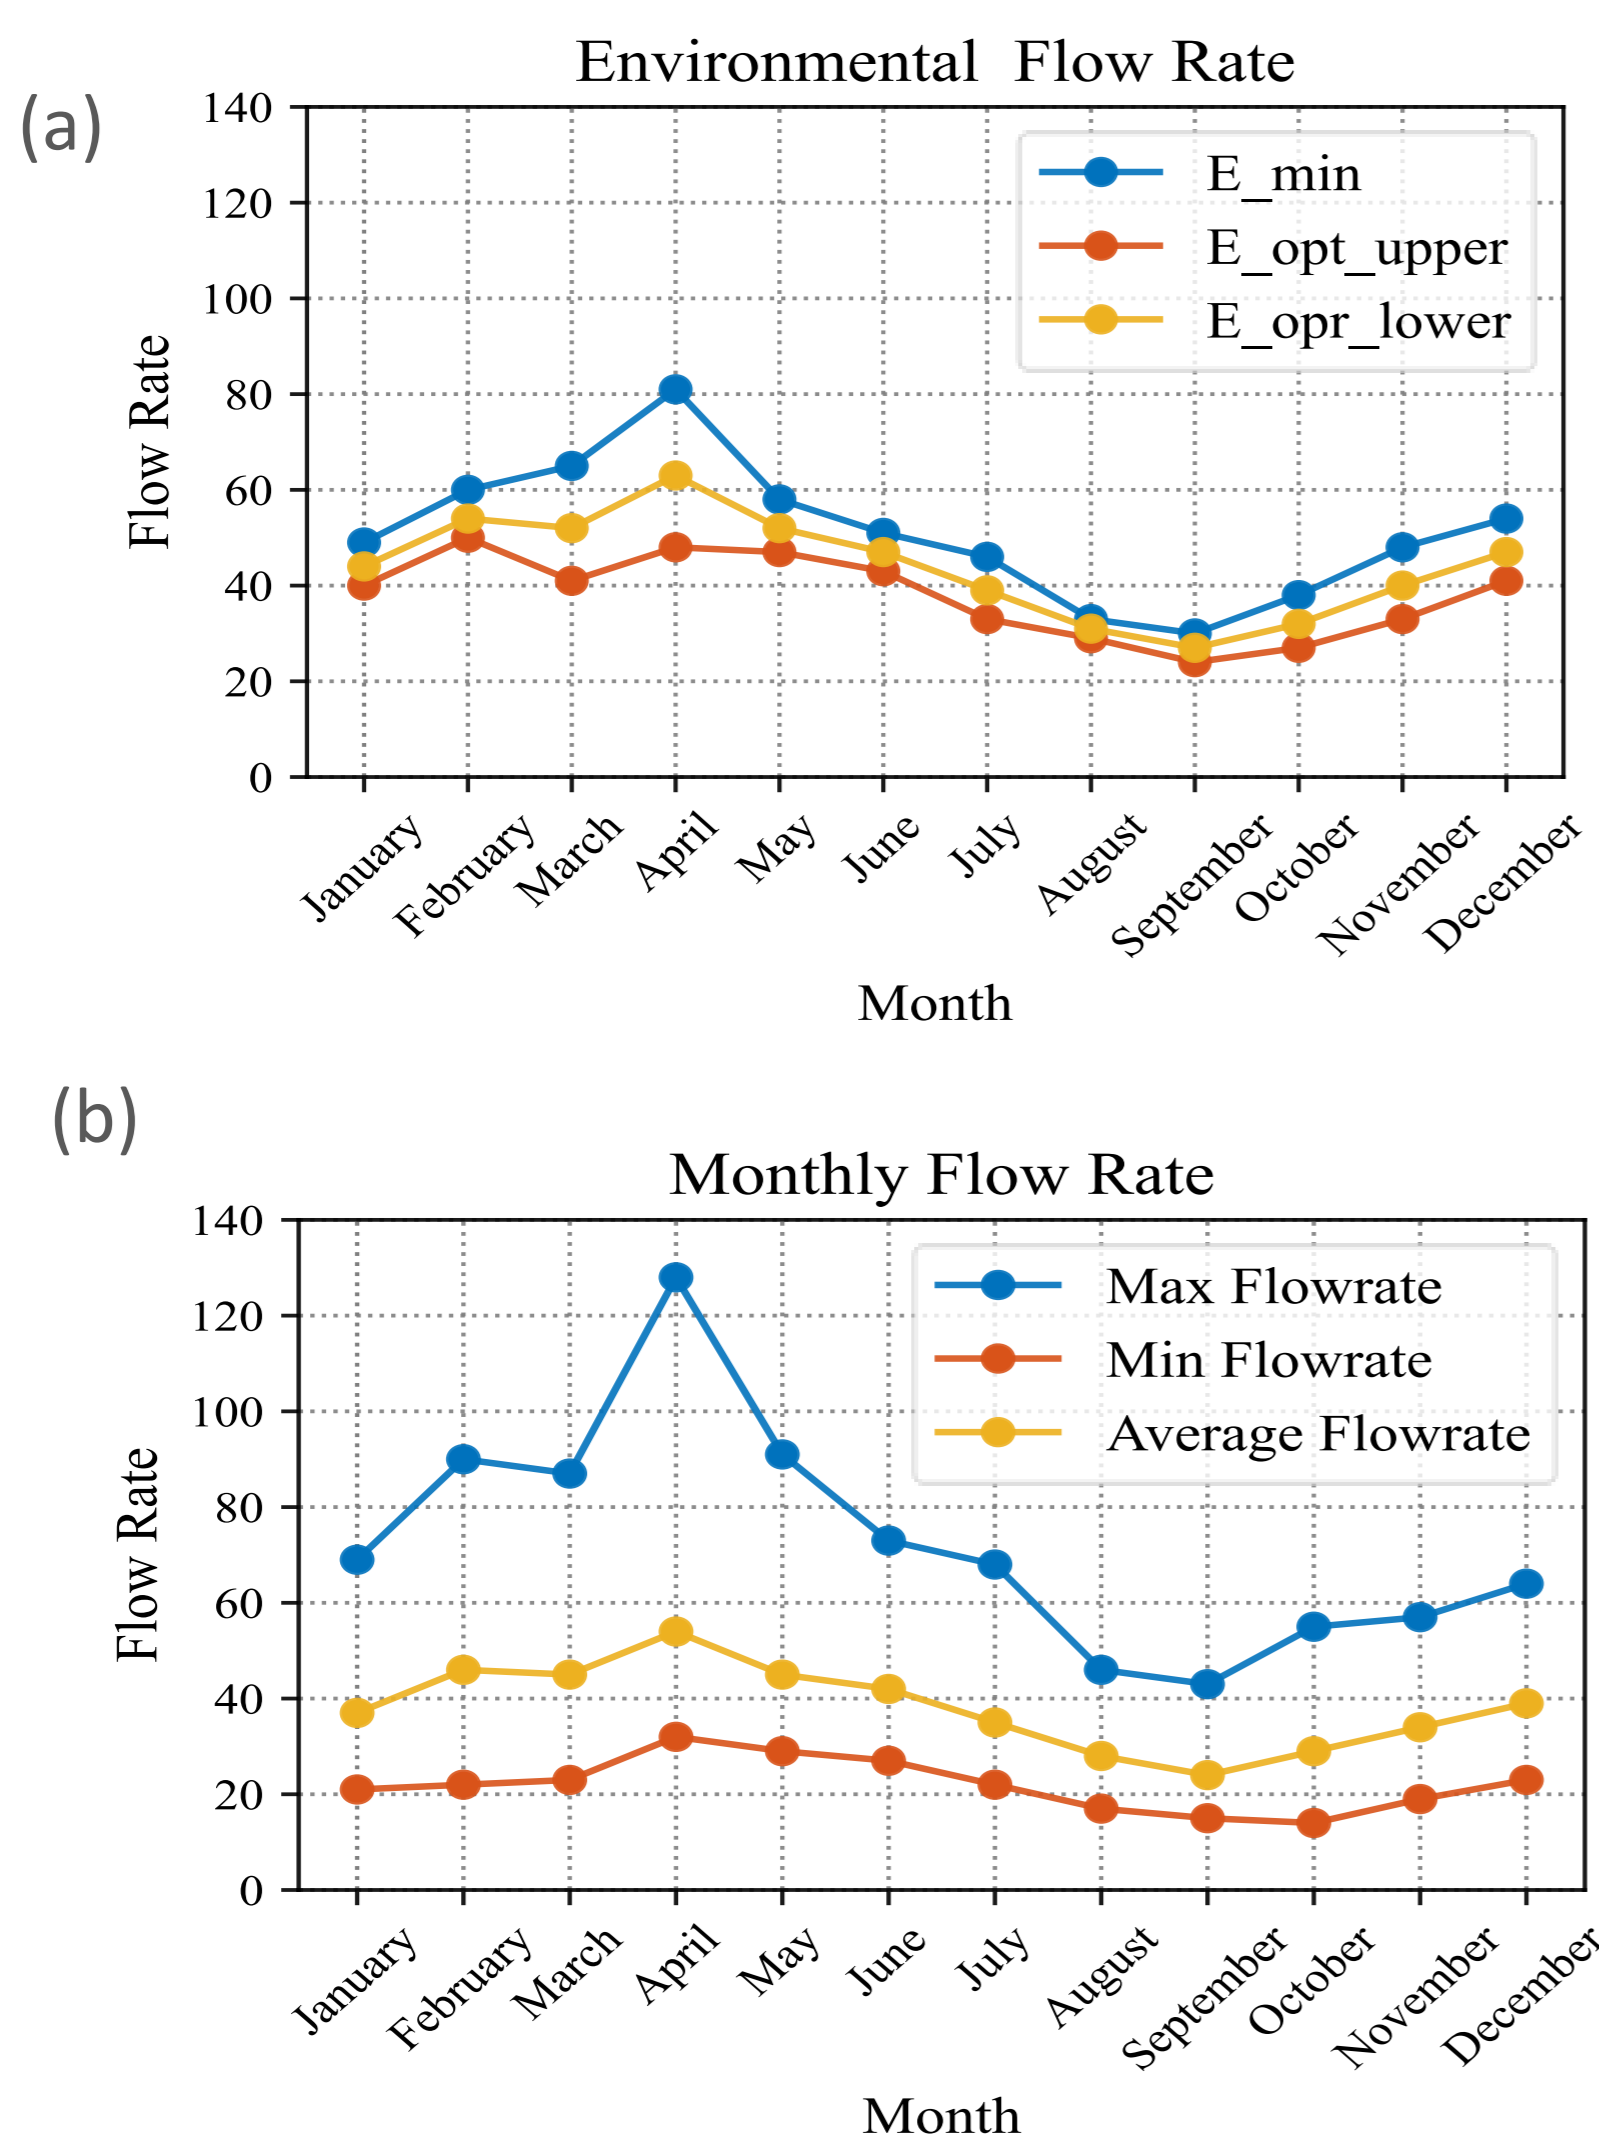 (a)
Environmental Flow Rate
140
120
100
80
60
40
20
0
Flow Rate
E_min
E_opt_upper
E_opr_lower
January
February
March
April
May
June
July
August
September
October
November
December
Month
(b)
Monthly Flow Rate
140
120
100
80
60
40
20
0
Flow Rate
Max Flowrate
Min Flowrate
Average Flowrate
January
February
March
April
May
June
July
August
September
October
November
December
Month